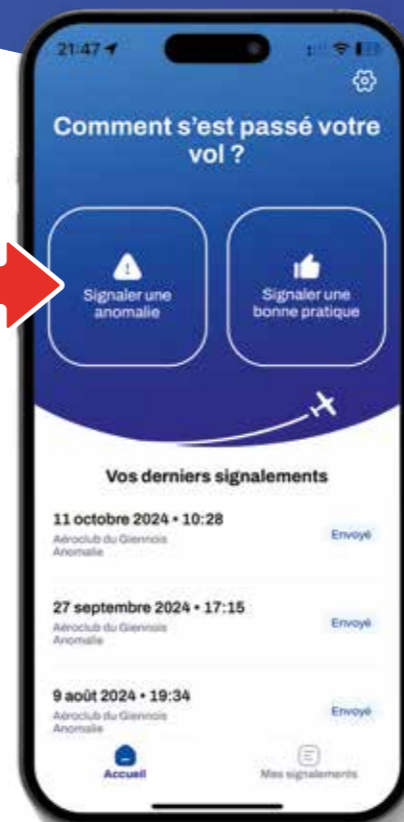 21:47
Comment s'est passé votre
vol ?
Signaler une
anomalie
Signaler une
bonne pratique
Vos derniers signalements
11 octobre 2024 • 10:28
Aéroclub du Giennois
Anomalie
Envoyé
27 septembre 2024 • 17:15
Aéroclub du Giennois
Anomalie
Envoyé
9 août 2024 • 19:34
Aéroclub du Giennois
Anomalie
Envoyé
Accueil
Mes signalements